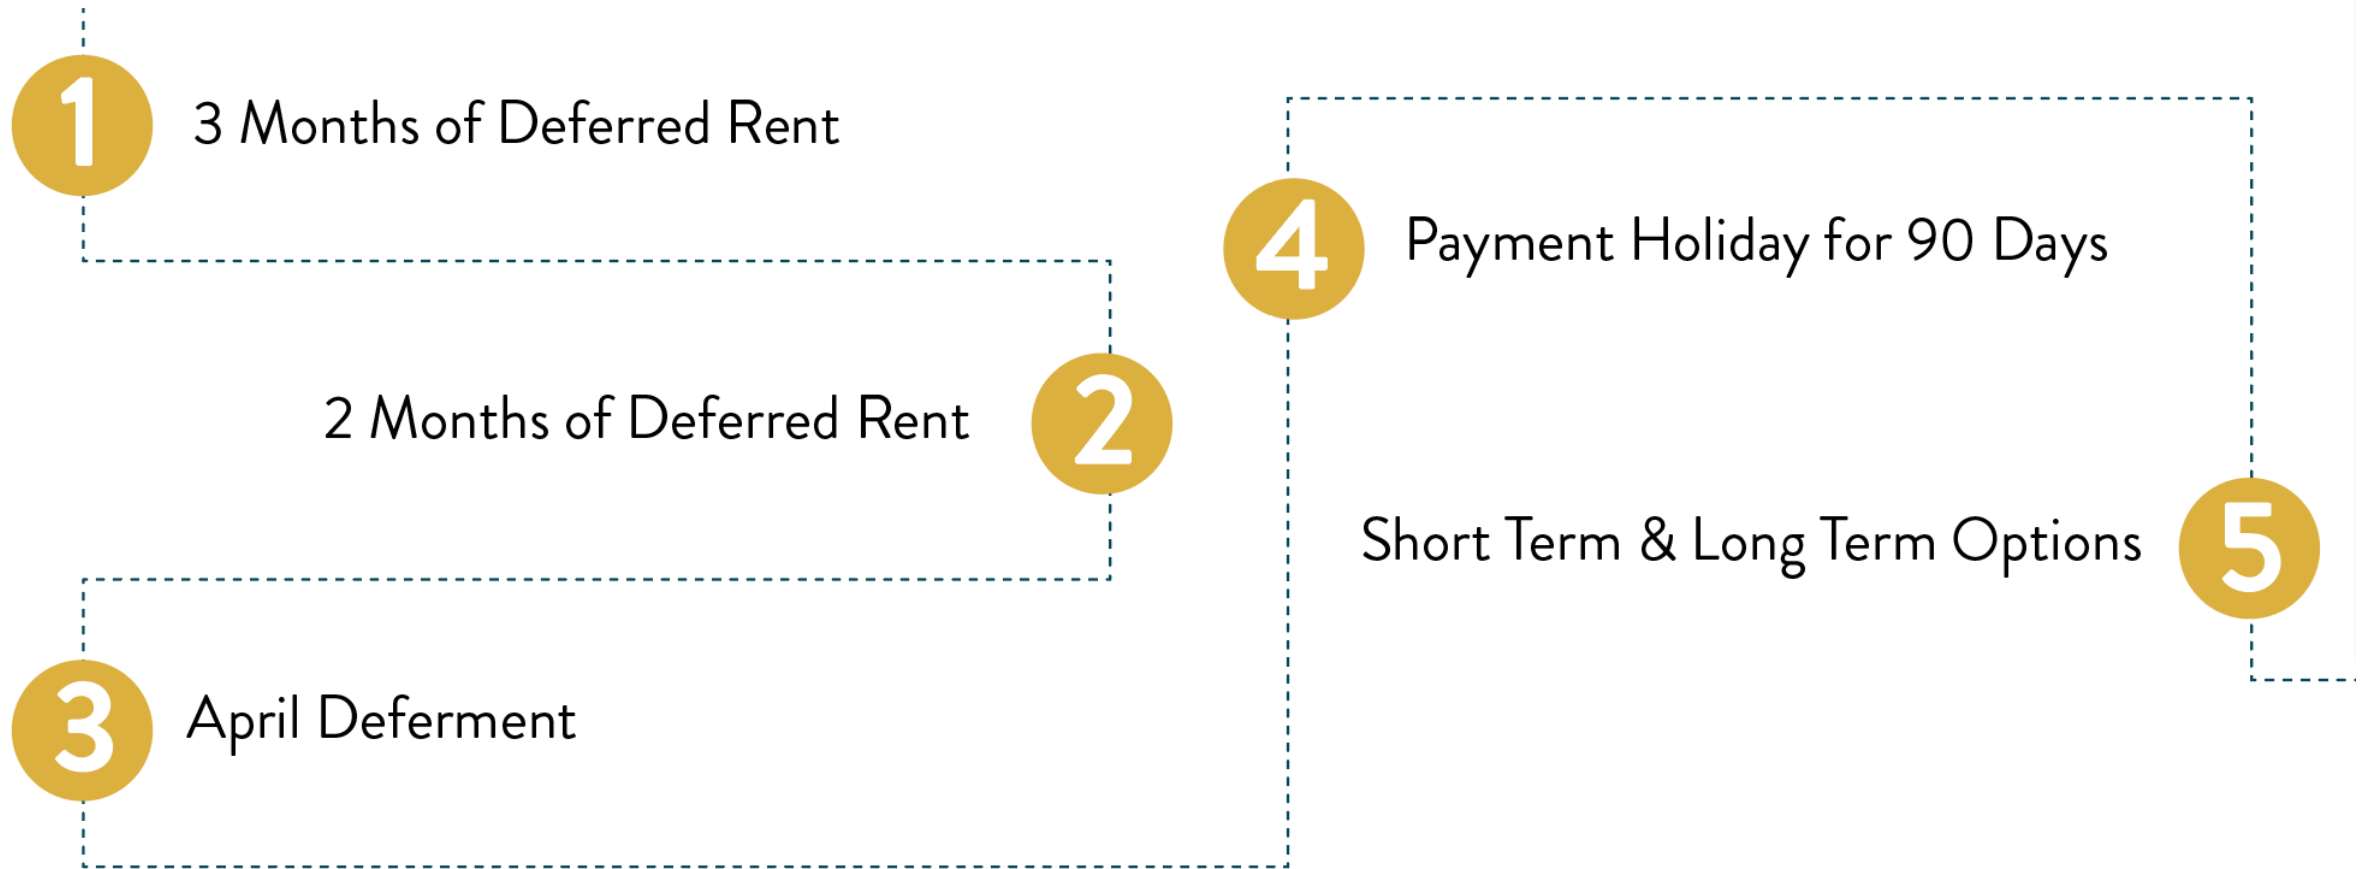 1
3 Months of Deferred Rent
2 Months of Deferred Rent
2
3
April Deferment
4
Payment Holiday for 90 Days
Short Term & Long Term Options
5